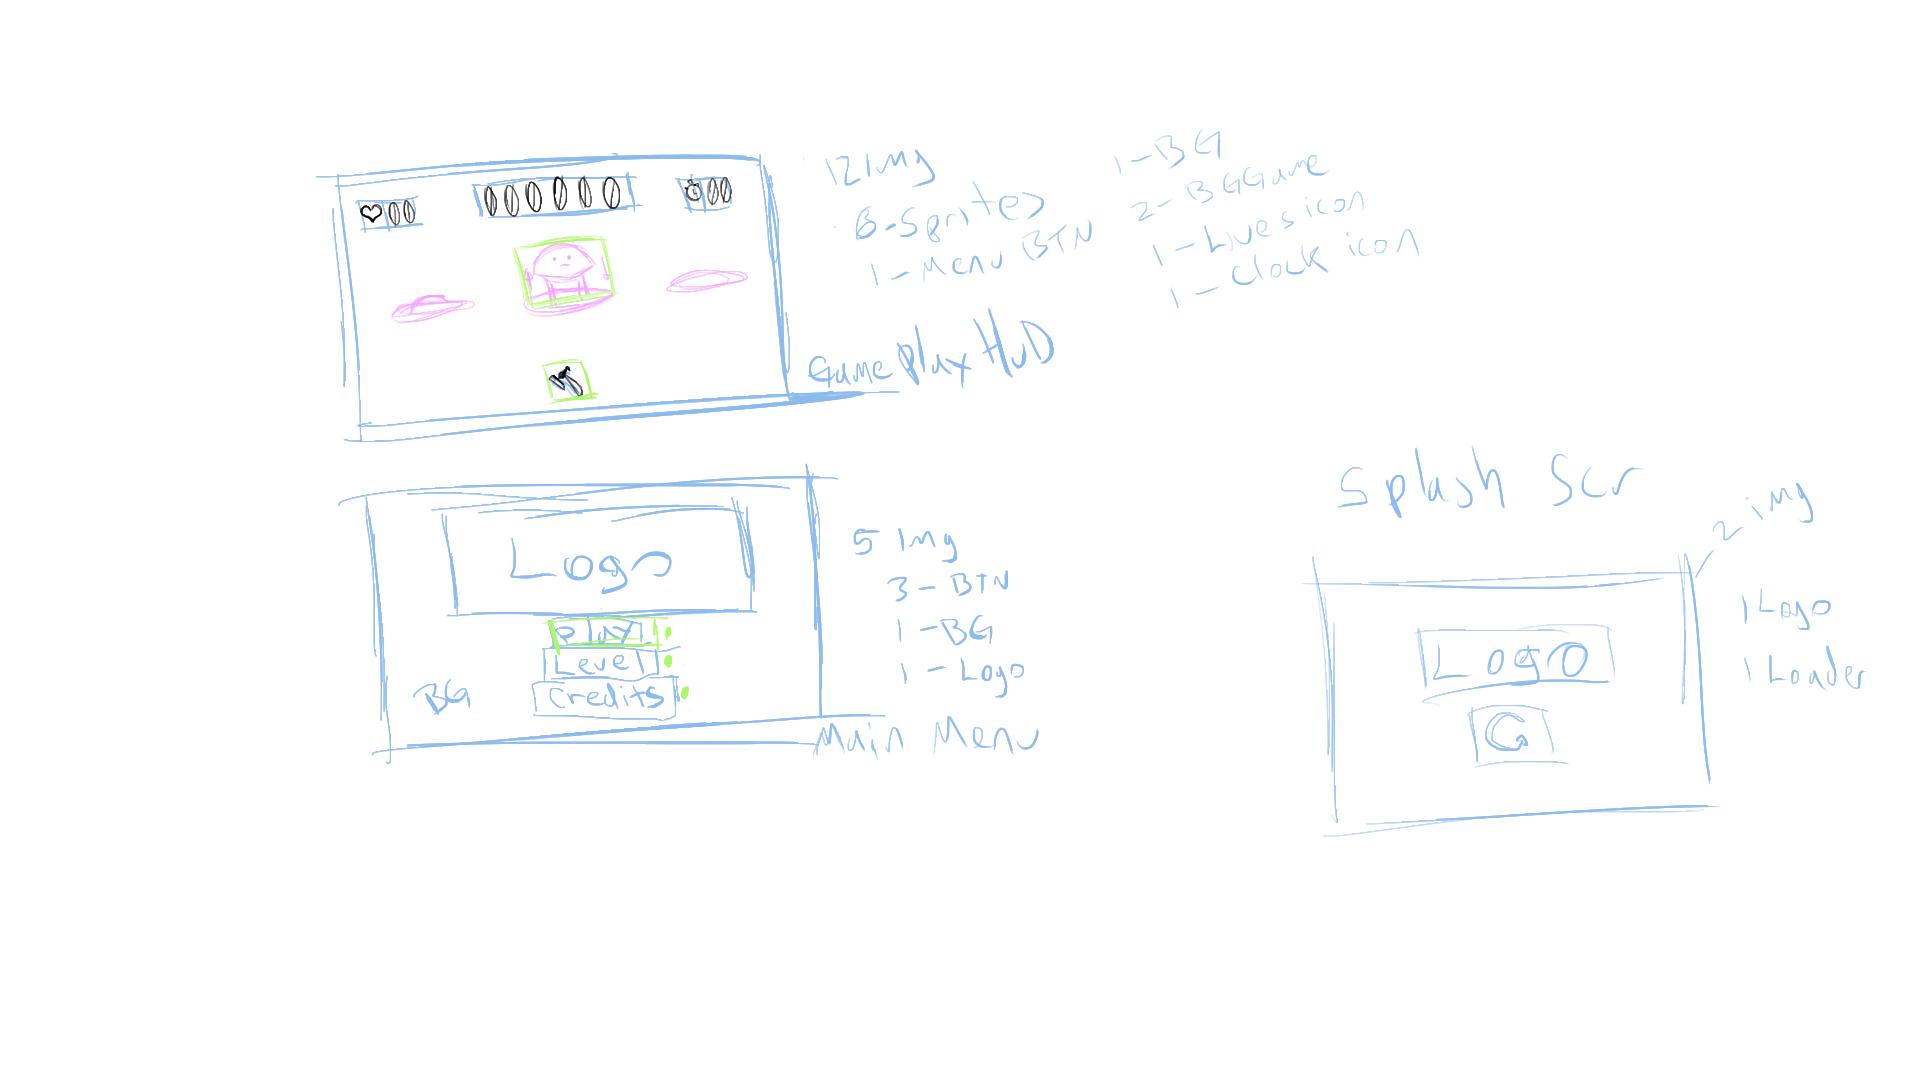 00
000000
00
12 Img
6-Sprites
1-Menu BTN
1-BG
2-BGGame
1-Lives icon
1-Clock icon
GamePlay HuD
Logo
Play
Level
Credits
BG
5 Img
3-BTN
1-BG
1-Logo
Main Menu
Splash Scr
2 img
LOGO
1 Logo
1 Loader